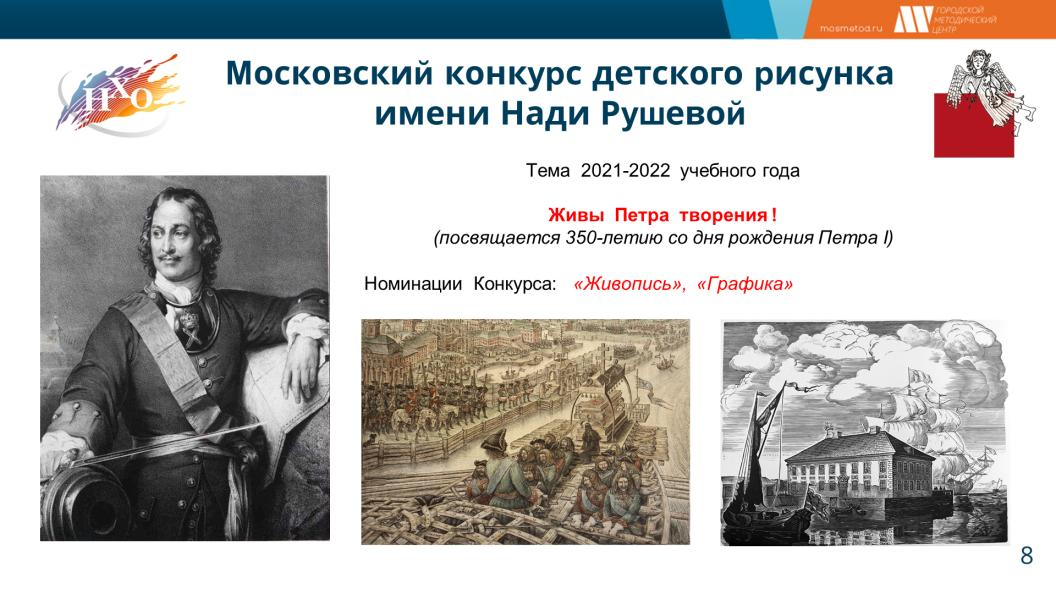 mosmetod.ru
ГОРОДСКОЙ
МЕТОДИЧЕСКИЙ
ЦЕНТР
Московский конкурс детского рисунка
имени Нади Рушевой
Тема 2021-2022 учебного года
Живы Петра творения !
(посвящается 350-летию со дня рождения Петра I)
Номинации Конкурса: «Живопись», «Графика»
8